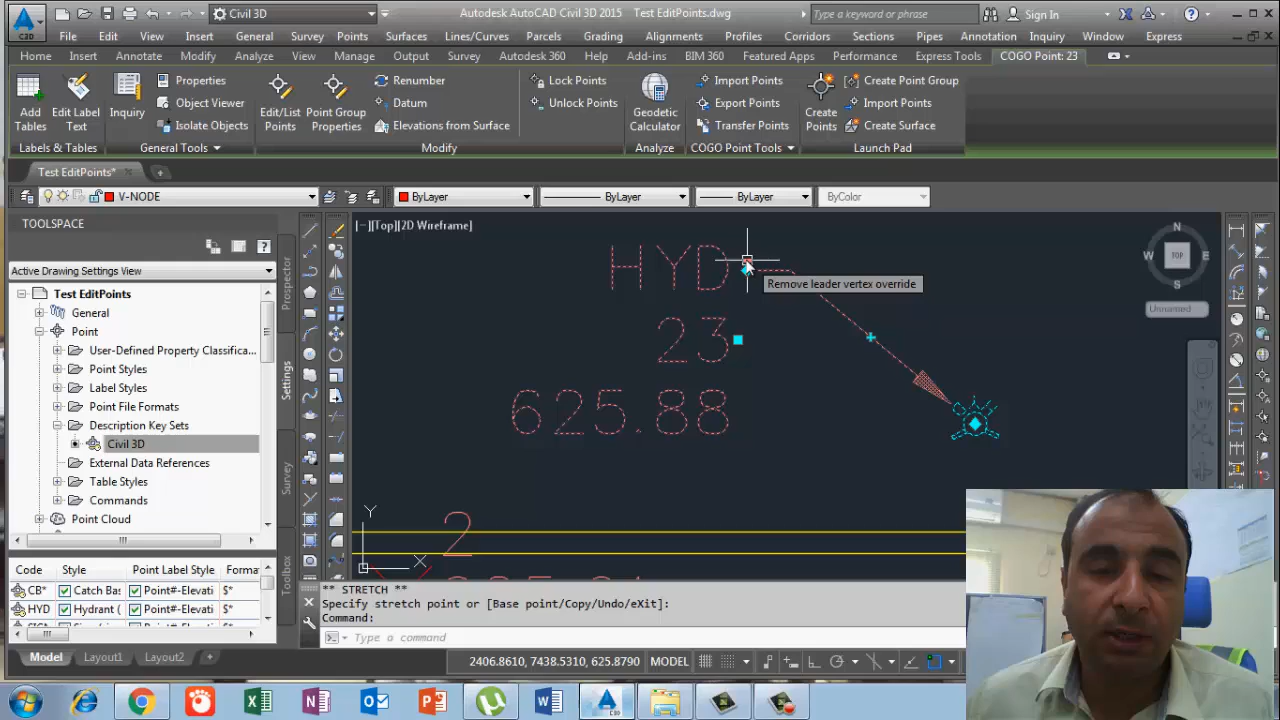 Civil 3D
Autodesk AutoCAD Civil 3D 2015 Test EditPoints.dwg
Type a keyword or phrase
Sign In
C3D
File Edit View Insert General Survey Points Surfaces Lines/Curves Parcels Grading Alignments Profiles Corridors Sections Pipes Annotation Inquiry Window Express
Home Insert Annotate Modify Analyze View Manage Output Survey Autodesk 360 Help Add-ins BIM 360 Featured Apps Performance Express Tools COGO Point: 23
Properties Renumber Lock Points Import Points Create Point Group
Object Viewer Datum Unlock Points Export Points Import Points
Isolate Objects Elevations from Survey Transfer Points Create Surface
Add Tables
Edit Label Text
Inquiry
Edit/List Points
Point Group Properties
Geodetic Calculator
Create Points
Labels & Tables General Tools Modify Analyze COGO Point Tools Launch Pad
Test EditPoints*
V-NODE ByLayer ByLayer ByLayer ByColor
TOOLSPACE
Active Drawing Settings View
Test EditPoints
General
Point
User-Defined Property Classifica...
Point Styles
Label Styles
Point File Formats
Description Key Sets
Civil 3D
External Data References
Table Styles
Commands
Point Cloud
Prospector
Settings
Survey
Toolbox
Code Style Point Label Style Forma
CB* Catch Bas Point#-Elevati $*
HYD Hydrant ( Point#-Elevati $*
[−][Top][2D Wireframe]
HYD
23
625.88
Remove leader vertex override
2
Y
X
N
W TOP E
S
Unnamed
** STRETCH **
Specify stretch point or [Base point/Copy/Undo/eXit]:
Command:
Type a command
Model Layout1 Layout2
2406.8610, 7438.5310, 625.8790 MODEL